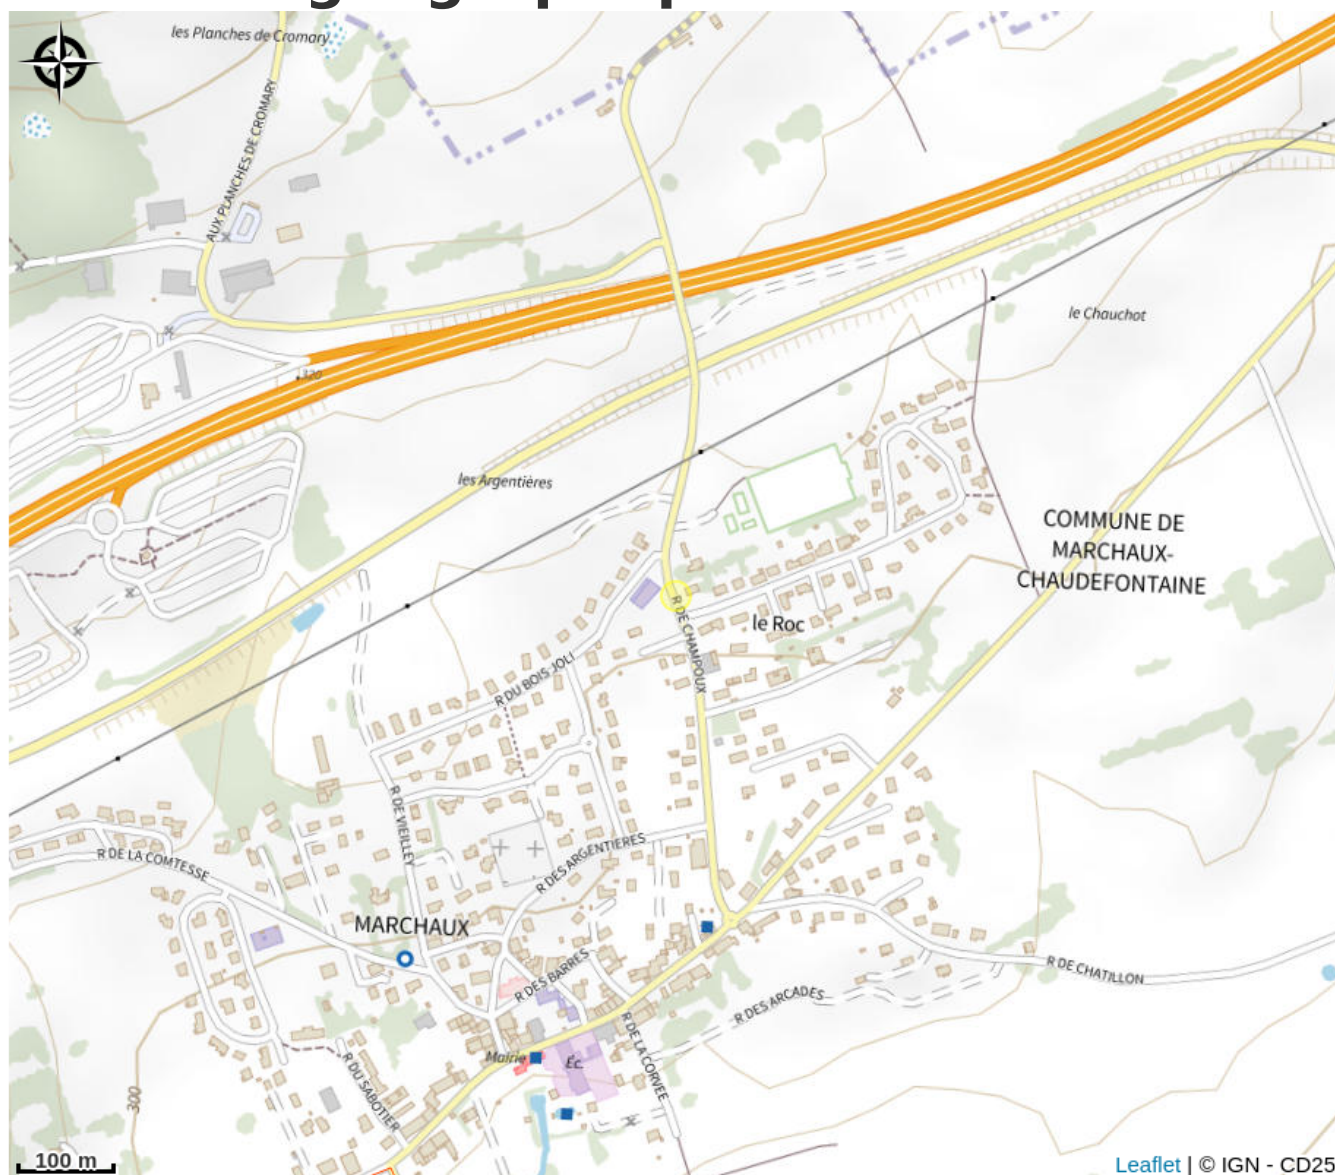 les Planches de Cromary
AUX PLANCHES DE CROMARY
le Chauchot
320
les Argentières
COMMUNE DE
MARCHAUX-
CHAUDEFONTAINE
R DE CHAMPOUX
le Roc
R DU BOIS JOLI
R DE VIEILLEY
R DES ARGENTIERES
R DE LA COMTESSE
MARCHAUX
R DES BARRES
R DE CHATILLON
R DES ARCADES
R DE LA CORVEE
Mairie
Éc.
R DU SABOTIER
300
100 m
Leaflet | © IGN - CD25